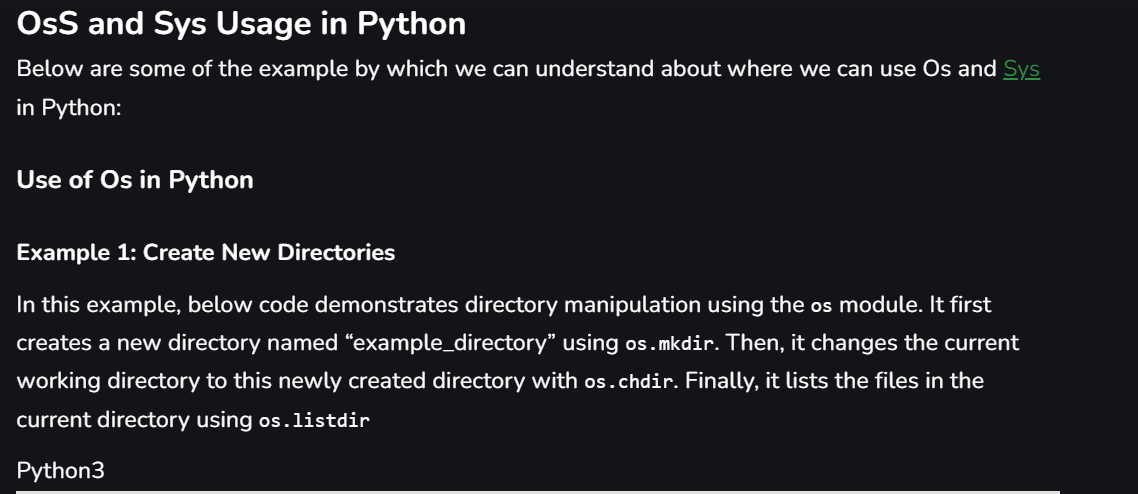 OsS and Sys Usage in Python
Below are some of the example by which we can understand about where we can use Os and Sys
in Python:
Use of Os in Python
Example 1: Create New Directories
In this example, below code demonstrates directory manipulation using the os module. It first
creates a new directory named “example_directory” using os.mkdir. Then, it changes the current
working directory to this newly created directory with os.chdir. Finally, it lists the files in the
current directory using os.listdir
Python3